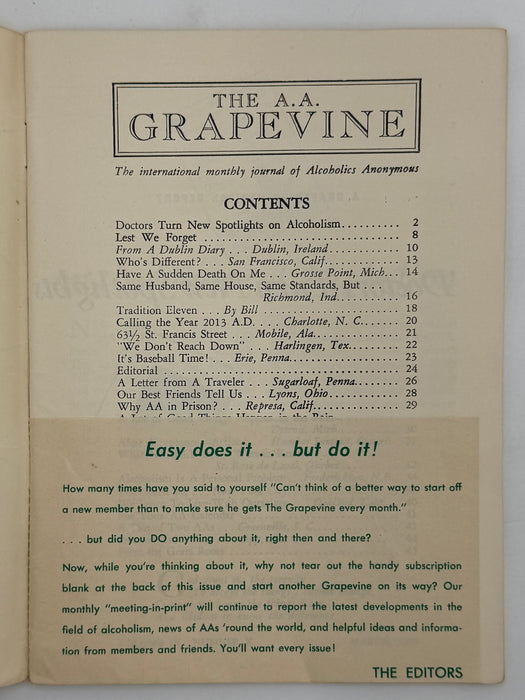 THE A.A.
GRAPEVINE
The international monthly journal of Alcoholics Anonymous
CONTENTS
Doctors Turn New Spotlights on Alcoholism.......... 2
Lest We Forget .................................. 8
From A Dublin Diary . . . Dublin, Ireland............ 10
Who's Different? . . . San Francisco, Calif............ 13
Have A Sudden Death On Me . . . Grosse Point, Mich... 14
Same Husband, Same House, Same Standards, But . . .
Richmond, Ind............ 16
Tradition Eleven . . . By Bill ...................... 18
Calling the Year 2013 A.D. . . . Charlotte, N. C....... 20
63½ St. Francis Street . . . Mobile, Ala.............. 21
"We Don't Reach Down" . . . Harlingen, Tex......... 22
It's Baseball Time! . . . Erie, Penna................. 23
Editorial ........................................ 24
A Letter from A Traveler . . . Sugarloaf, Penna........ 26
Our Best Friends Tell Us . . . Lyons, Ohio........... 28
Why AA in Prison? . . . Represa, Calif............... 29
A Lot of Good Things Happen in the Rain
Easy does it . . . but do it!
How many times have you said to yourself "Can't think of a better way to start off
a new member than to make sure he gets The Grapevine every month."
. . . but did you DO anything about it, right then and there?
Now, while you're thinking about it, why not tear out the handy subscription
blank at the back of this issue and start another Grapevine on its way? Our
monthly "meeting-in-print" will continue to report the latest developments in the
field of alcoholism, news of AAs 'round the world, and helpful ideas and informa-
tion from members and friends. You'll want every issue!
THE EDITORS